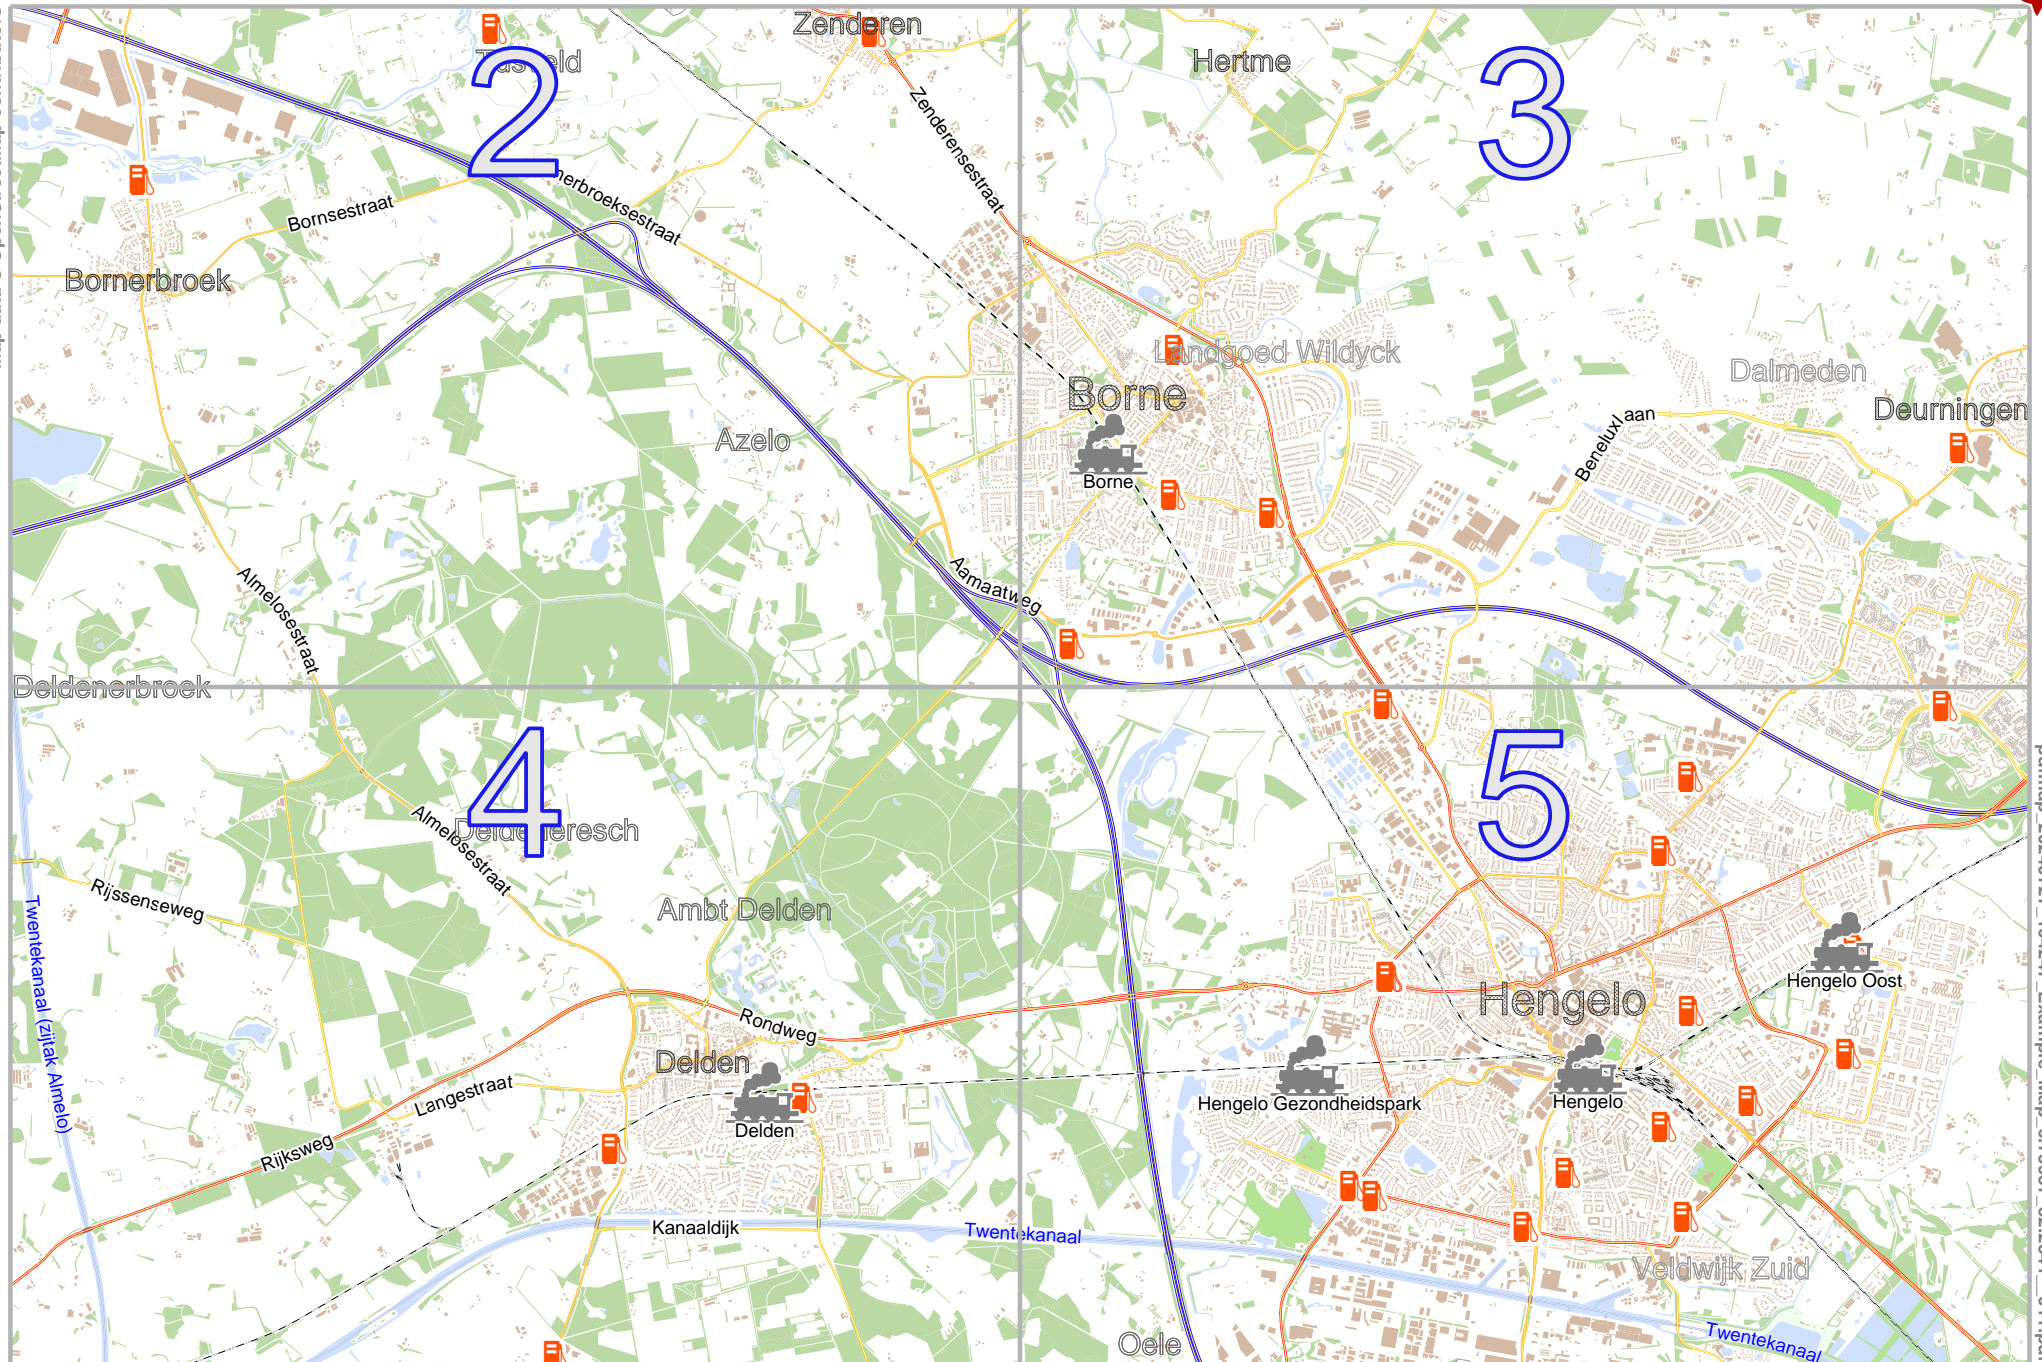 Zenderen
2
3
Hertme
Zenderensestraat
Bornsestraat
Bornerbroek
Landgoed Wildyck
Dalmeden
Borne
Deurningen
Azelo
Beneluxlaan
Borne
Aamaatweg
Almelosestraat
Deldenerbroek
4
5
Almelosestraat
Rijssenseweg
Ambt Delden
Twentekanaal (zijtak Almelo)
Hengelo Oost
Hengelo
Rondweg
Delden
Langestraat
Hengelo Gezondheidspark
Hengelo
Delden
Rijksweg
Kanaaldijk
Twentekanaal
Veldwijk Zuid
Oele
Twentekanaal